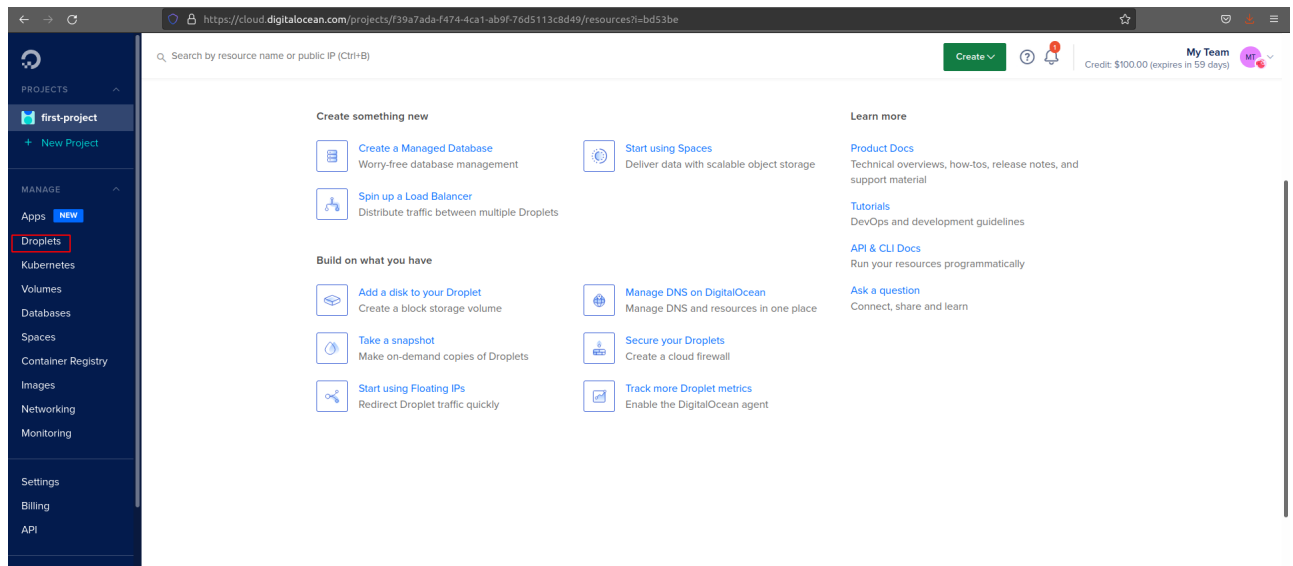 https://cloud.digitalocean.com/projects/f39a7ada-f474-4ca1-ab9f-76d5113c8d49/resources?i=bd53be
PROJECTS
first-project
+ New Project
MANAGE
Apps NEW
Droplets
Kubernetes
Volumes
Databases
Spaces
Container Registry
Images
Networking
Monitoring
Settings
Billing
API
Search by resource name or public IP (Ctrl+B)
Create
?
1
My Team
Credit: $100.00 (expires in 59 days)
MT
Create something new
Create a Managed Database
Worry-free database management
Spin up a Load Balancer
Distribute traffic between multiple Droplets
Start using Spaces
Deliver data with scalable object storage
Build on what you have
Add a disk to your Droplet
Create a block storage volume
Take a snapshot
Make on-demand copies of Droplets
Start using Floating IPs
Redirect Droplet traffic quickly
Manage DNS on DigitalOcean
Manage DNS and resources in one place
Secure your Droplets
Create a cloud firewall
Track more Droplet metrics
Enable the DigitalOcean agent
Learn more
Product Docs
Technical overviews, how-tos, release notes, and
support material
Tutorials
DevOps and development guidelines
API & CLI Docs
Run your resources programmatically
Ask a question
Connect, share and learn